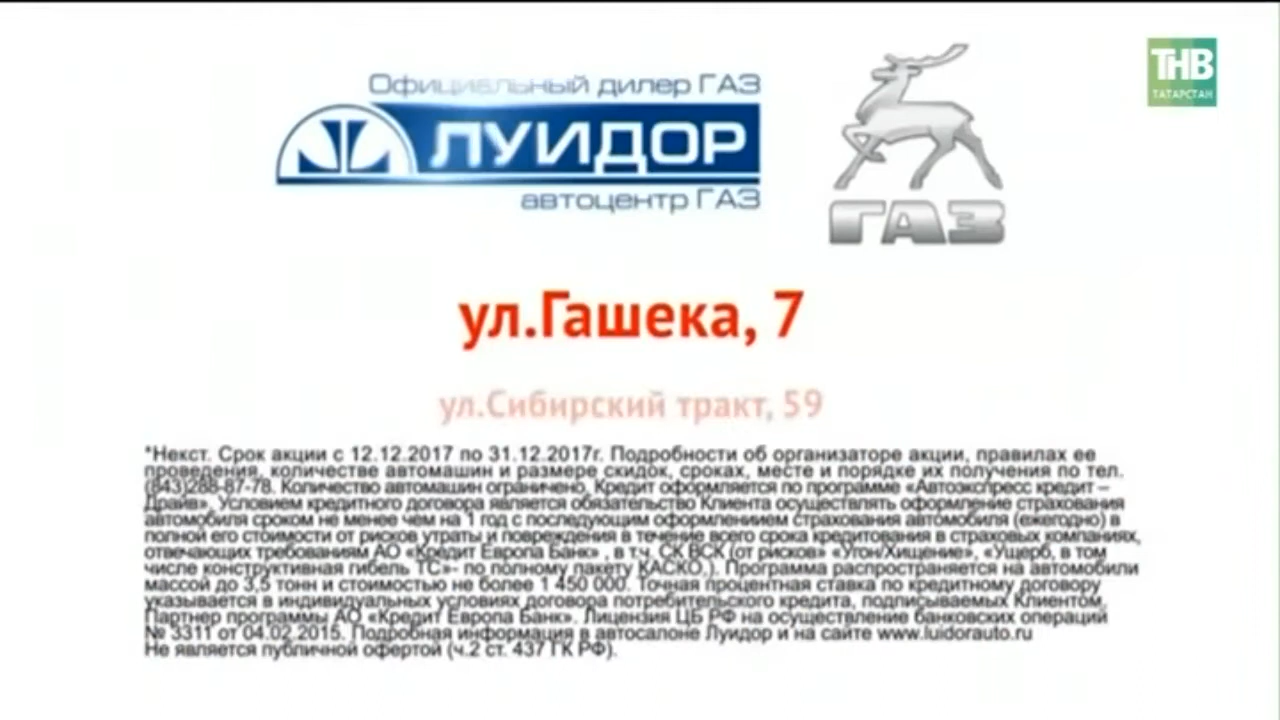 Официальный дилер ГАЗ
ЛУИДОР
автоцентр ГАЗ
ГАЗ
ТНВ
ТАТАРСТАН
ул.Гашека, 7
ул.Сибирский тракт, 59
*Некст. Срок акции с 12.12.2017 по 31.12.2017г. Подробности об организаторе акции, правилах ее
проведения, количестве автомашин и размере скидок, сроках, месте и порядке их получения по тел.
(843)288-87-78. Количество автомашин ограничено. Кредит оформляется по программе «Автоэкспресс кредит –
Драйв». Условием кредитного договора является обязательство Клиента осуществлять оформление страхования
автомобиля сроком не менее чем на 1 год с последующим оформлениием страхования автомобиля (ежегодно) в
полной его стоимости от рисков утраты и повреждения в течение всего срока кредитования в страховых компаниях,
отвечающих требованиям АО «Кредит Европа Банк» , в т.ч. СК ВСК (от рисков» «Угон/Хищение», «Ущерб, в том
числе конструктивная гибель ТС»- по полному пакету КАСКО.). Программа распространяется на автомобили
массой до 3,5 тонн и стоимостью не более 1 450 000. Точная процентная ставка по кредитному договору
указывается в индивидуальных условиях договора потребительского кредита, подписываемых Клиентом.
Партнер программы АО «Кредит Европа Банк». Лицензия ЦБ РФ на осуществление банковских операций
№ 3311 от 04.02.2015. Подробная информация в автосалоне Луидор и на сайте www.luidorauto.ru
Не является публичной офертой (ч.2 ст. 437 ГК РФ).